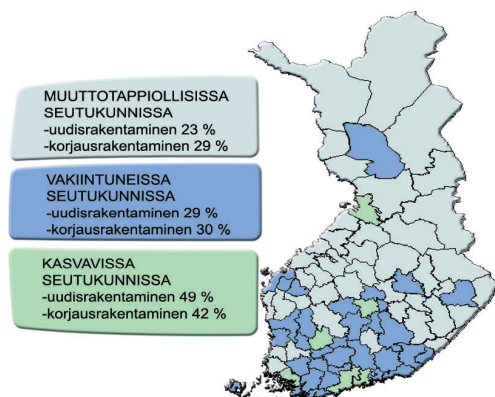 MUUTTOTAPPIOLLISISSA
SEUTUKUNNISSA
-uudisrakentaminen 23 %
-korjausrakentaminen 29 %
VAKIINTUNEISSA
SEUTUKUNNISSA
-uudisrakentaminen 29 %
-korjausrakentaminen 30 %
KASVAVISSA
SEUTUKUNNISSA
-uudisrakentaminen 49 %
-korjausrakentaminen 42 %